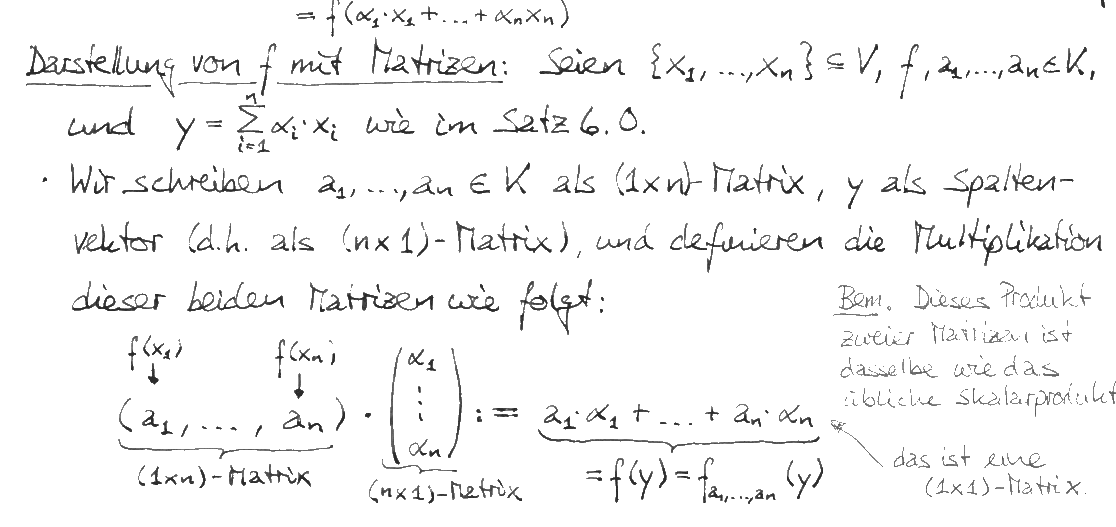 = f(α₁·x₁+...+αₙxₙ)
Darstellung von f mit Matrizen: Seien {x₁, ..., xₙ} ⊆ V, f, a₁, ..., aₙ ∈ K,
und y = ∑ᵢ₌₁ⁿ αᵢ·xᵢ wie im Satz 6.0.
· Wir schreiben a₁, ..., aₙ ∈ K als (1×n)-Matrix, y als Spalten-
vektor (d.h. als (n×1)-Matrix), und definieren die Multiplikation
dieser beiden Matrizen wie folgt:
Bem. Dieses Produkt
zweier Matrizen ist
dasselbe wie das
übliche Skalarprodukt
f(x₁) f(xₙ)
↓ ↓
(a₁, ..., aₙ) · (α₁ ⋮ αₙ) := a₁·α₁ + ... + aₙ·αₙ
(1×n)-Matrix (n×1)-Matrix = f(y) = f_{a₁,...,aₙ}(y)
das ist eine
(1×1)-Matrix.